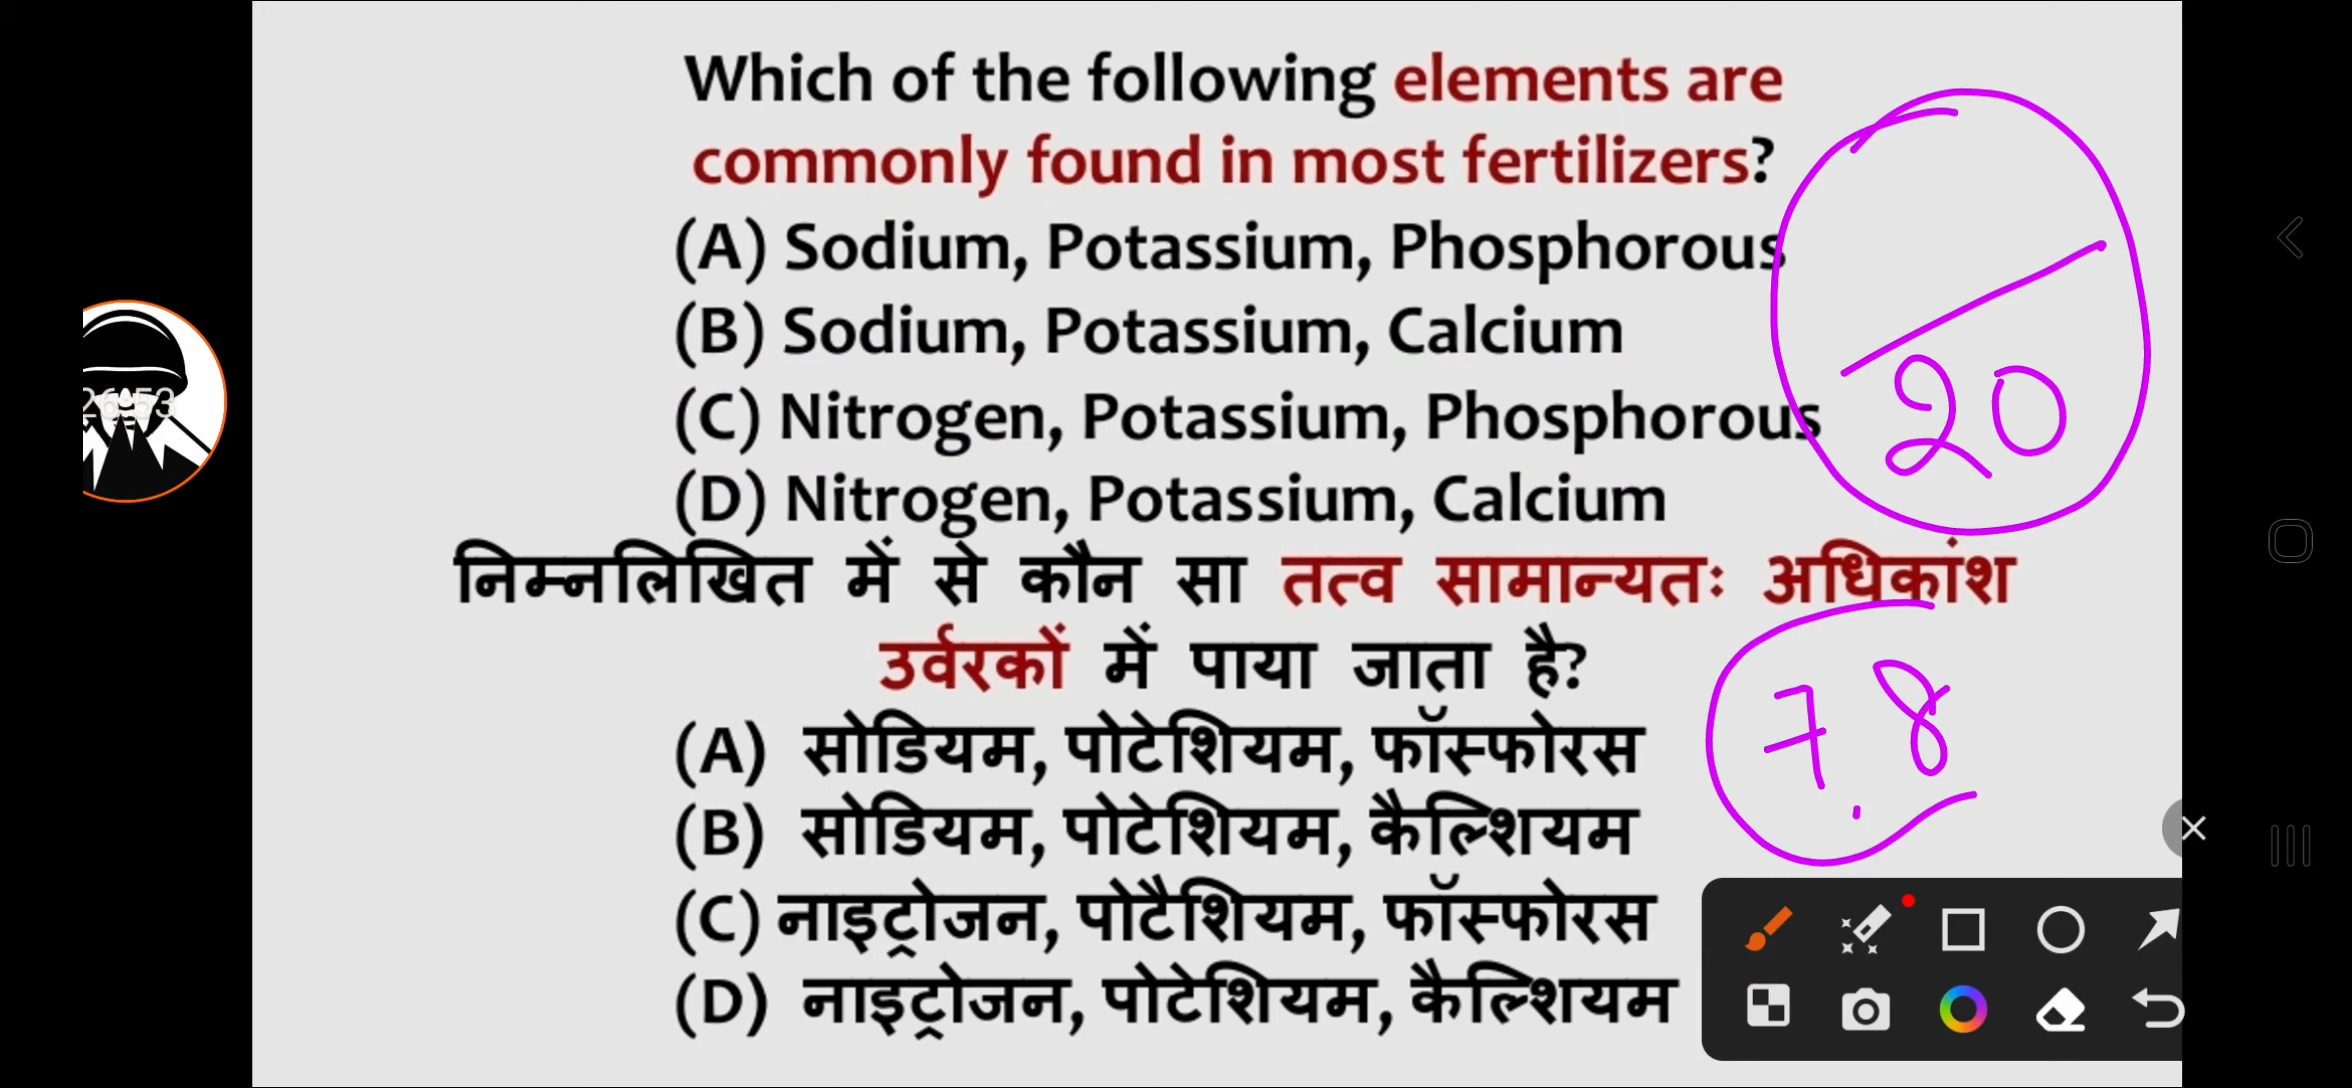 Which of the following elements are
commonly found in most fertilizers?
(A) Sodium, Potassium, Phosphorous
(B) Sodium, Potassium, Calcium
(C) Nitrogen, Potassium, Phosphorous
(D) Nitrogen, Potassium, Calcium
20
निम्नलिखित में से कौन सा तत्व सामान्यतः अधिकांश
उर्वरकों में पाया जाता है?
(A) सोडियम, पोटेशियम, फॉस्फोरस
(B) सोडियम, पोटेशियम, कैल्शियम
(C) नाइट्रोजन, पोटैशियम, फॉस्फोरस
(D) नाइट्रोजन, पोटेशियम, कैल्शियम
7.8
26:53